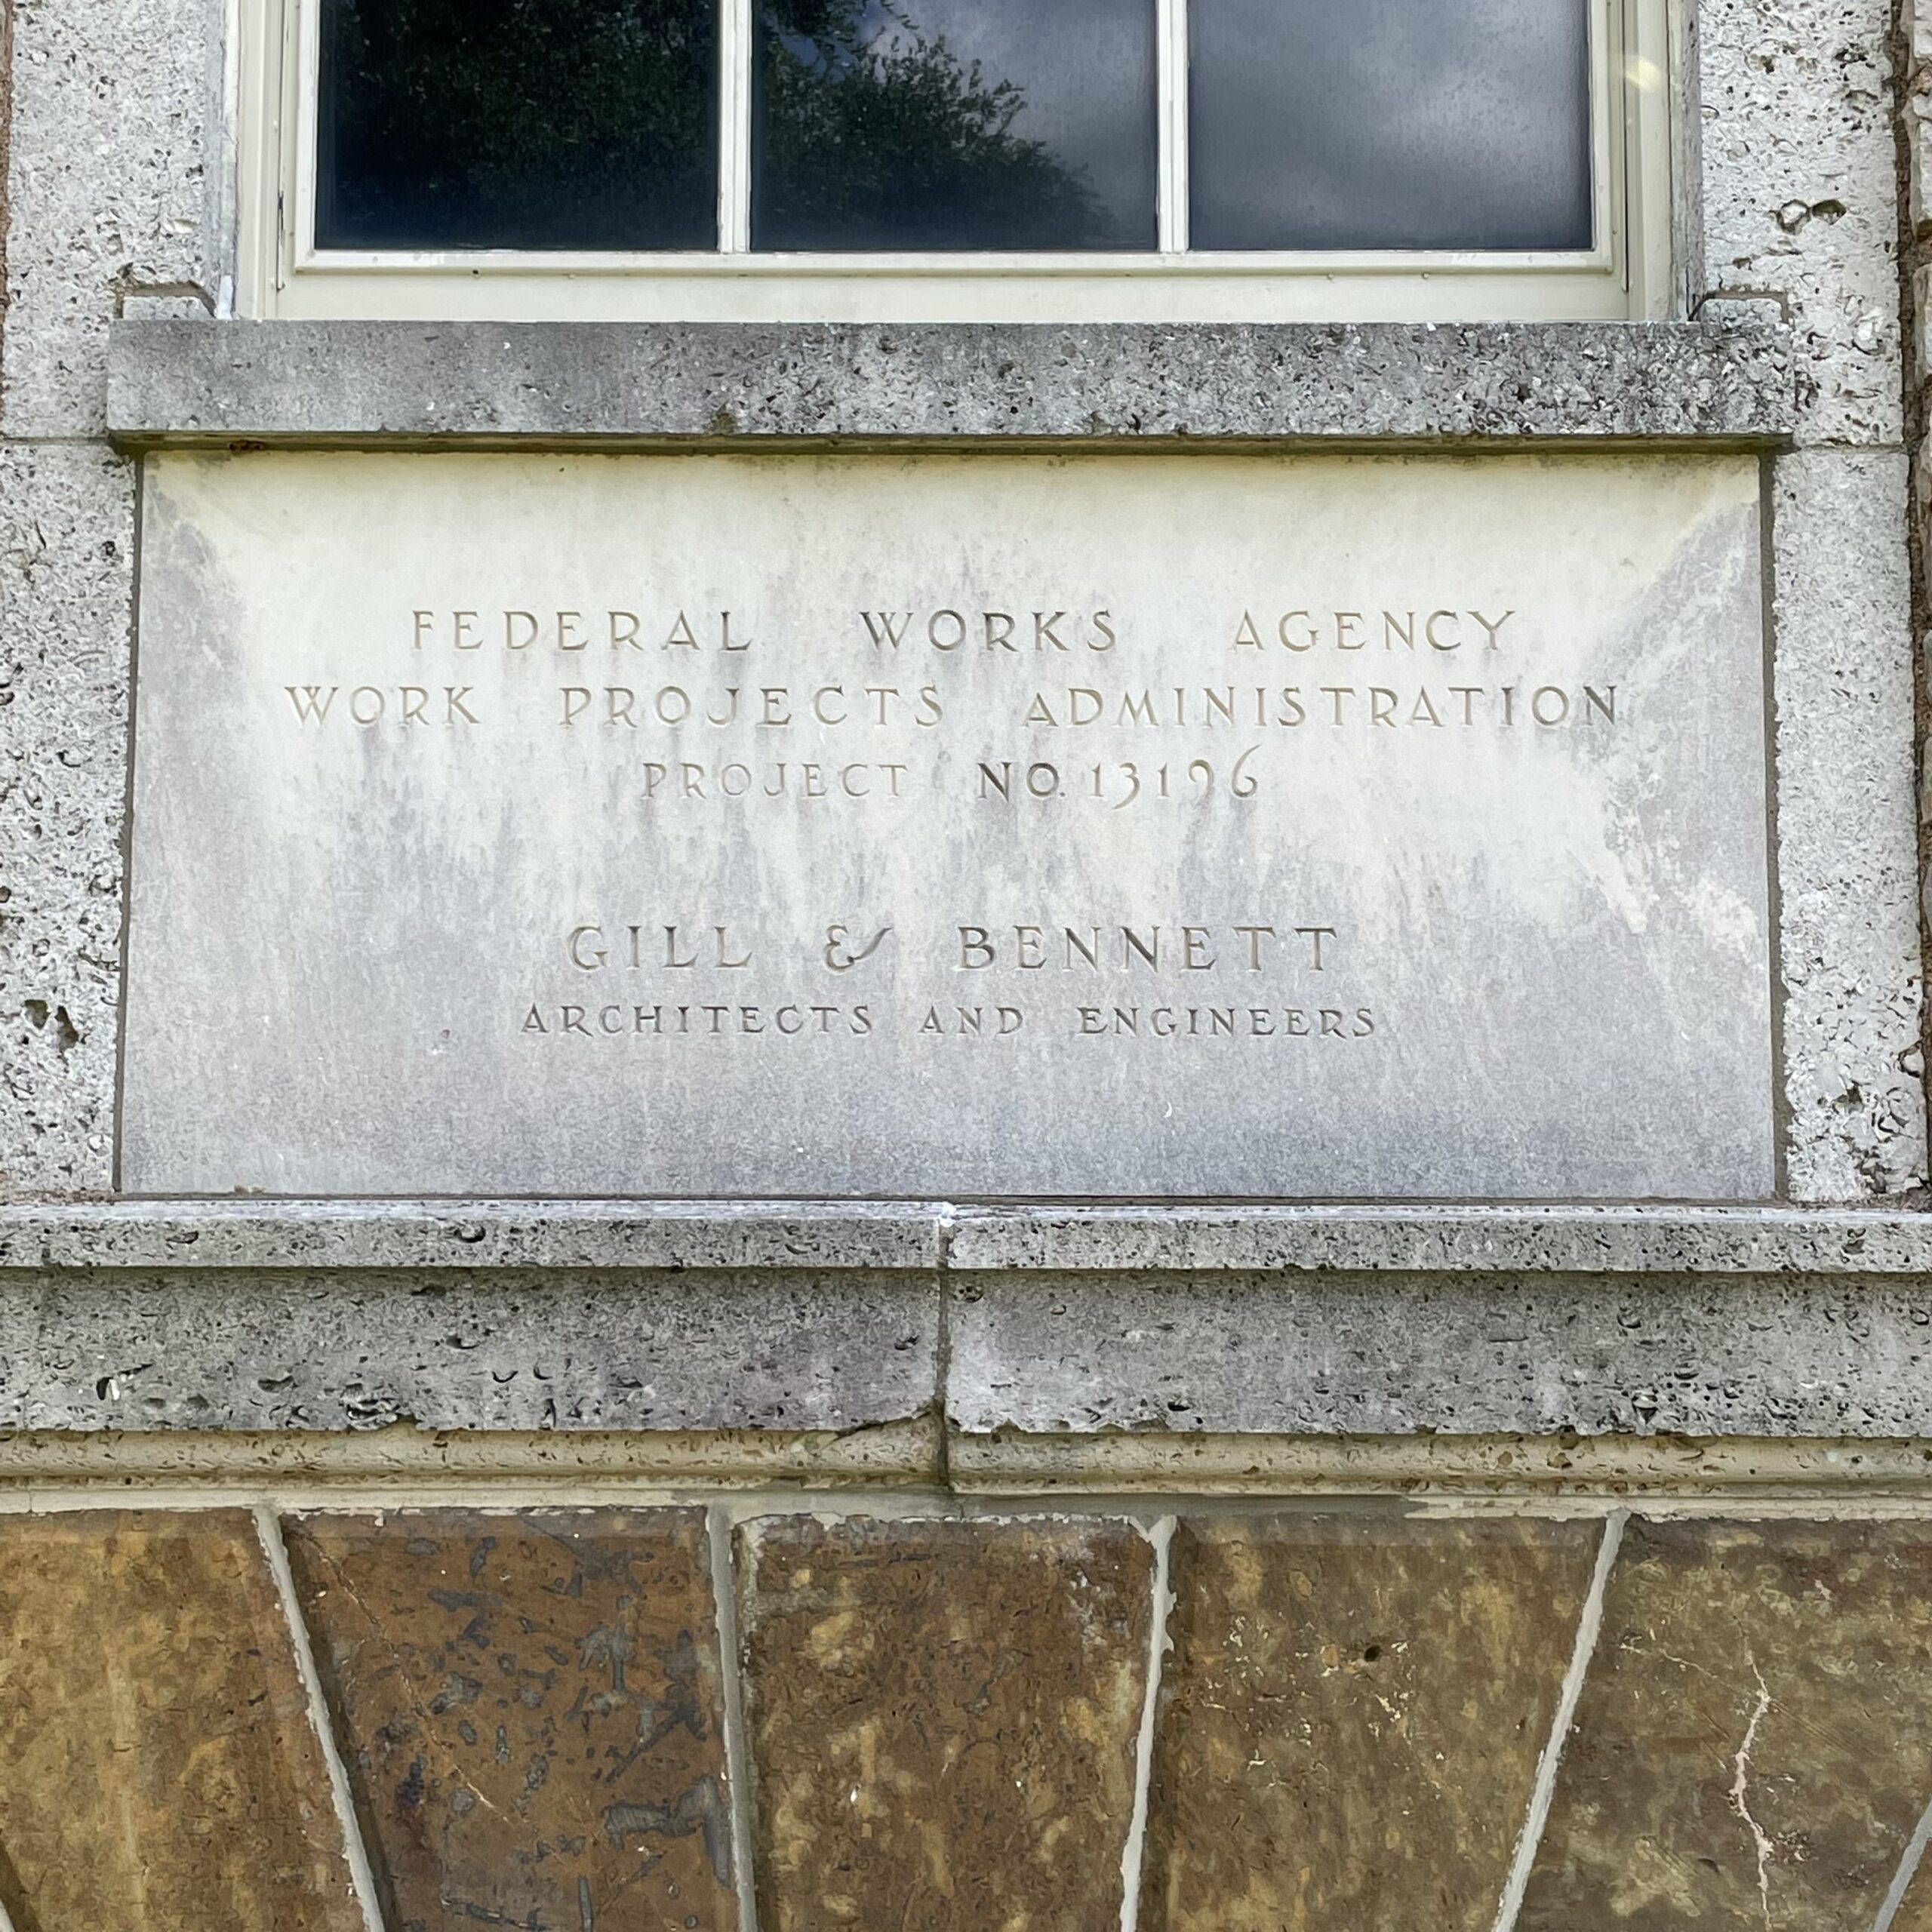 FEDERAL WORKS AGENCY
WORK PROJECTS ADMINISTRATION
PROJECT NO. 13196
GILL & BENNETT
ARCHITECTS AND ENGINEERS